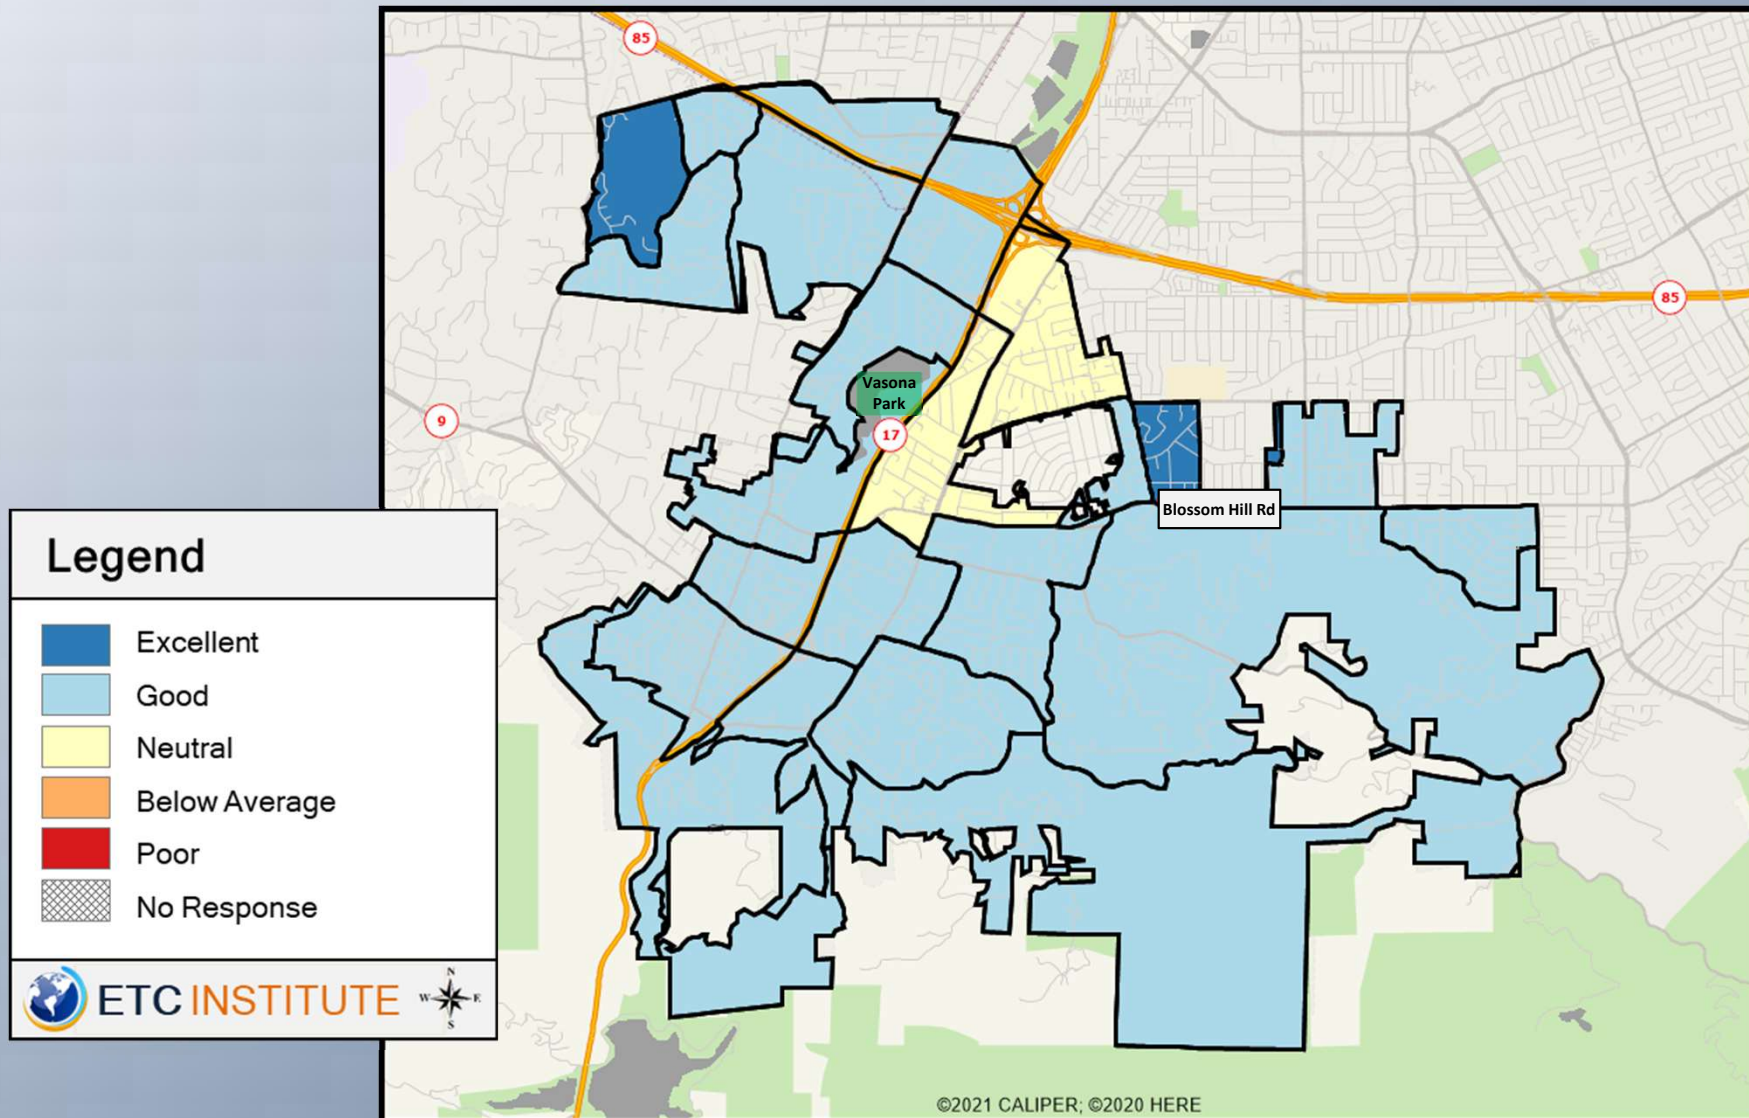 85
85
9
Vasona
Park
17
Blossom Hill Rd
Legend
Excellent
Good
Neutral
Below Average
Poor
No Response
ETC INSTITUTE
N
W E
S
©2021 CALIPER; ©2020 HERE